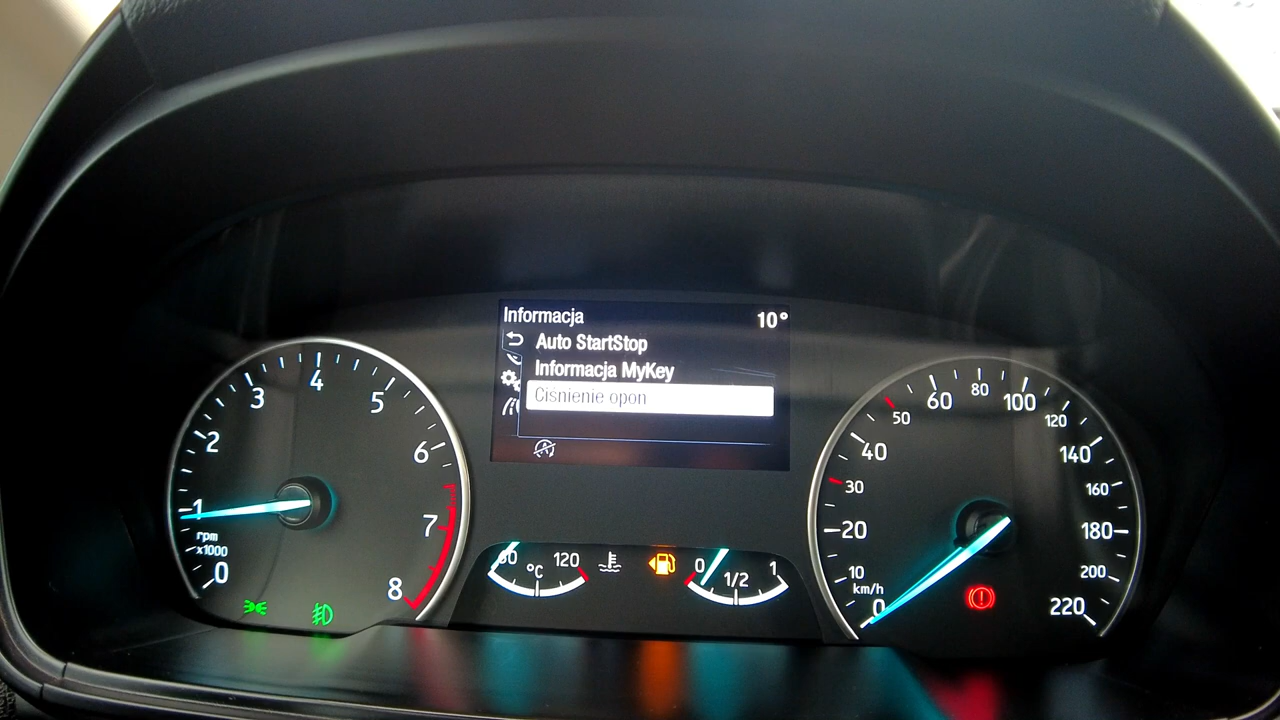 Informacja 10°
Auto StartStop
Informacja MyKey
Ciśnienie opon
0 1 2 3 4 5 6 7 8
rpm
x1000
60 °C 120
0 1/2 1
0 10 20 30 40 50 60 80 100 120 140 160 180 200 220
km/h